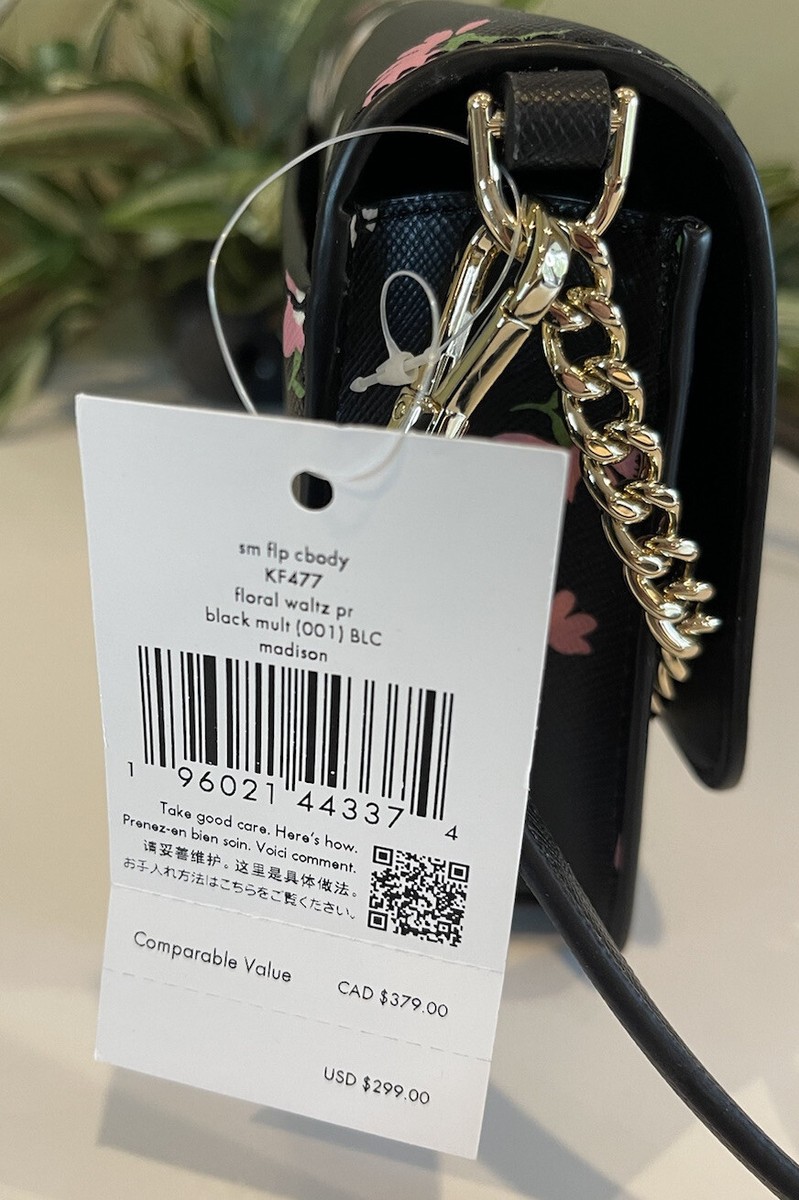 sm flp cbody
KF477
floral waltz pr
black mult (001) BLC
madison
1 96021 44337 4
Take good care. Here's how.
Prenez-en bien soin. Voici comment.
请妥善维护。这里是具体做法。
お手入れ方法はこちらをご覧ください。
Comparable Value CAD $379.00
USD $299.00